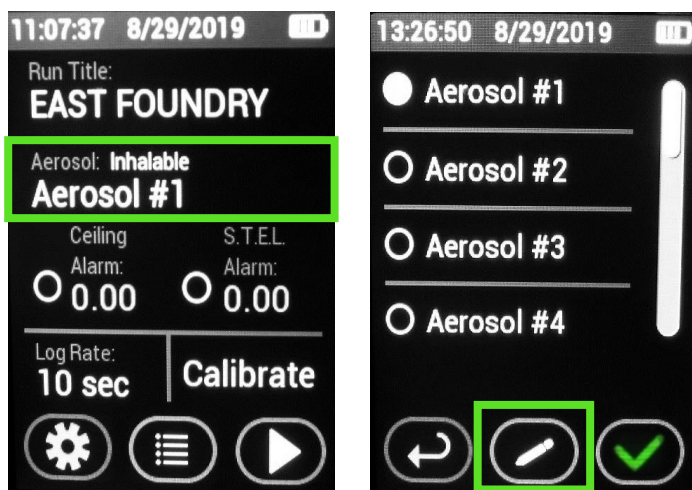 11:07:37 8/29/2019
Run Title:
EAST FOUNDRY
Aerosol: Inhalable
Aerosol #1
Ceiling S.T.E.L.
Alarm: Alarm:
0.00 0.00
Log Rate:
10 sec Calibrate
13:26:50 8/29/2019
Aerosol #1
Aerosol #2
Aerosol #3
Aerosol #4